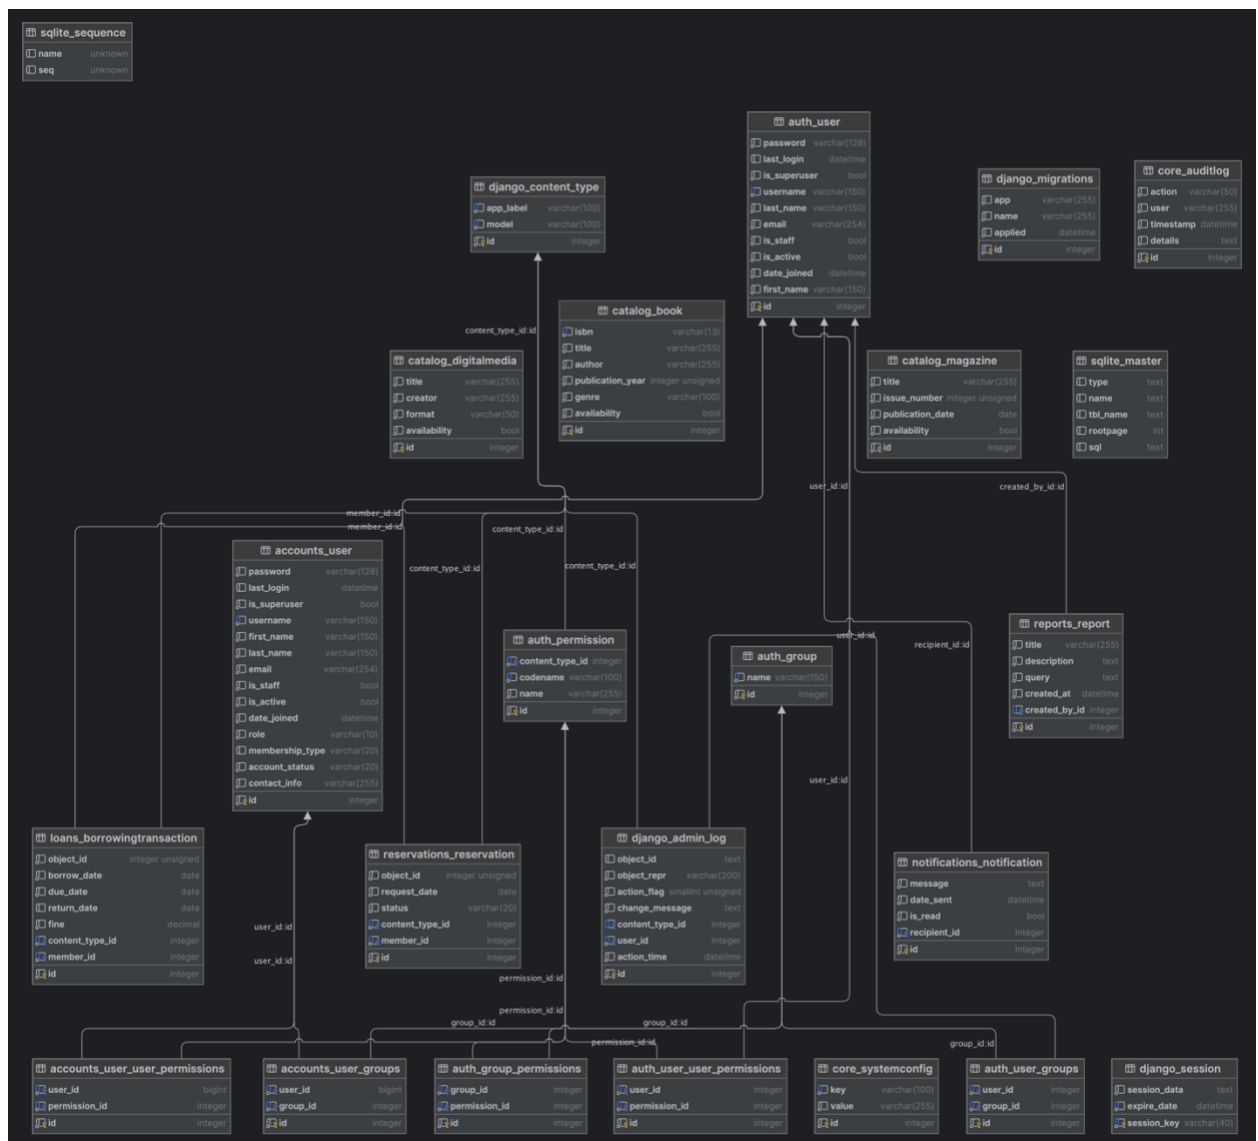 sqlite_sequence
name unknown
seq unknown
auth_user
password varchar(128)
last_login datetime
is_superuser bool
username varchar(150)
last_name varchar(150)
email varchar(254)
is_staff bool
is_active bool
date_joined datetime
first_name varchar(150)
id integer
django_content_type
app_label varchar(100)
model varchar(100)
id integer
django_migrations
app varchar(255)
name varchar(255)
applied datetime
id integer
core_auditlog
action varchar(50)
user varchar(255)
timestamp datetime
details text
id integer
content_type_id:id
catalog_book
isbn varchar(13)
title varchar(255)
author varchar(255)
publication_year integer unsigned
genre varchar(100)
availability bool
id integer
catalog_digitalmedia
title varchar(255)
creator varchar(255)
format varchar(50)
availability bool
id integer
catalog_magazine
title varchar(255)
issue_number integer unsigned
publication_date date
availability bool
id integer
sqlite_master
type text
name text
tbl_name text
rootpage int
sql text
user_id:id
created_by_id:id
member_id:id
member_id:id
content_type_id:id
content_type_id:id
content_type_id:id
accounts_user
password varchar(128)
last_login datetime
is_superuser bool
username varchar(150)
first_name varchar(150)
last_name varchar(150)
email varchar(254)
is_staff bool
is_active bool
date_joined datetime
role varchar(10)
membership_type varchar(20)
account_status varchar(20)
contact_info varchar(255)
id integer
auth_permission
content_type_id integer
codename varchar(100)
name varchar(255)
id integer
auth_group
name varchar(150)
id integer
user_id:id
recipient_id:id
reports_report
title varchar(255)
description text
query text
created_at datetime
created_by_id integer
id integer
user_id:id
loans_borrowingtransaction
object_id integer unsigned
borrow_date date
due_date date
return_date date
fine decimal
content_type_id integer
member_id integer
id integer
reservations_reservation
object_id integer unsigned
request_date date
status varchar(20)
content_type_id integer
member_id integer
id integer
django_admin_log
object_id text
object_repr varchar(200)
action_flag smallint unsigned
change_message text
content_type_id integer
user_id integer
action_time datetime
id integer
notifications_notification
message text
date_sent datetime
is_read bool
recipient_id integer
id integer
user_id:id
user_id:id
permission_id:id
permission_id:id
group_id:id
group_id:id
permission_id:id
group_id:id
accounts_user_user_permissions
user_id bigint
permission_id integer
id integer
accounts_user_groups
user_id bigint
group_id integer
id integer
auth_group_permissions
group_id integer
permission_id integer
id integer
auth_user_user_permissions
user_id integer
permission_id integer
id integer
core_systemconfig
key varchar(100)
value varchar(255)
id integer
auth_user_groups
user_id integer
group_id integer
id integer
django_session
session_data text
expire_date datetime
session_key varchar(40)